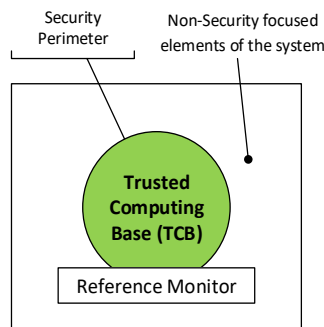 Security
Perimeter
Non-Security focused
elements of the system
Trusted
Computing
Base (TCB)
Reference Monitor